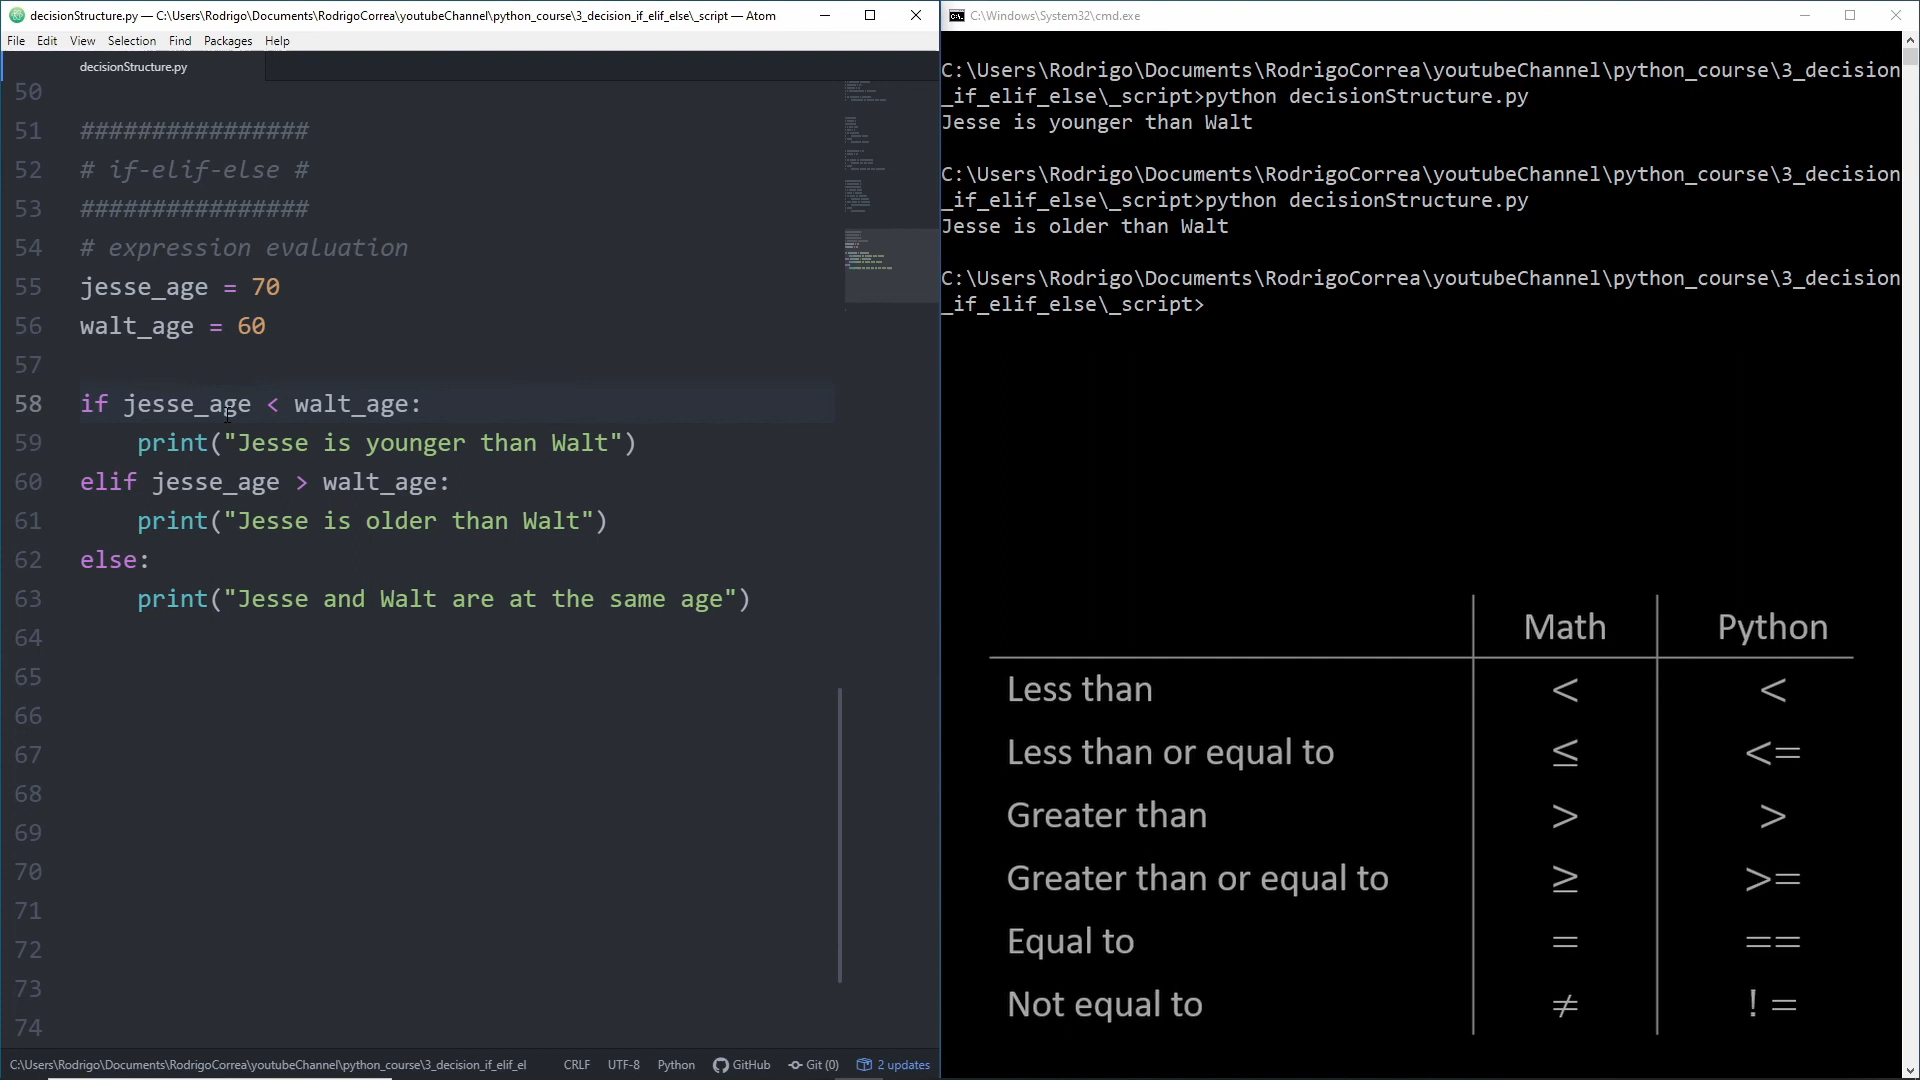 decisionStructure.py — C:\Users\Rodrigo\Documents\RodrigoCorrea\youtubeChannel\python_course\3_decision_if_elif_else\_script — Atom
File Edit View Selection Find Packages Help
decisionStructure.py
50
51 ################
52 # if-elif-else #
53 ################
54 # expression evaluation
55 jesse_age = 70
56 walt_age = 60
57
58 if jesse_age < walt_age:
59     print("Jesse is younger than Walt")
60 elif jesse_age > walt_age:
61     print("Jesse is older than Walt")
62 else:
63     print("Jesse and Walt are at the same age")
64
65
66
67
68
69
70
71
72
73
74
C:\Users\Rodrigo\Documents\RodrigoCorrea\youtubeChannel\python_course\3_decision_if_elif_el CRLF UTF-8 Python GitHub Git (0) 2 updates
C:\Windows\System32\cmd.exe
C:\Users\Rodrigo\Documents\RodrigoCorrea\youtubeChannel\python_course\3_decision
_if_elif_else\_script>python decisionStructure.py
Jesse is younger than Walt
C:\Users\Rodrigo\Documents\RodrigoCorrea\youtubeChannel\python_course\3_decision
_if_elif_else\_script>python decisionStructure.py
Jesse is older than Walt
C:\Users\Rodrigo\Documents\RodrigoCorrea\youtubeChannel\python_course\3_decision
_if_elif_else\_script>
Math Python
Less than < <
Less than or equal to ≤ <=
Greater than > >
Greater than or equal to ≥ >=
Equal to = ==
Not equal to ≠ ! =